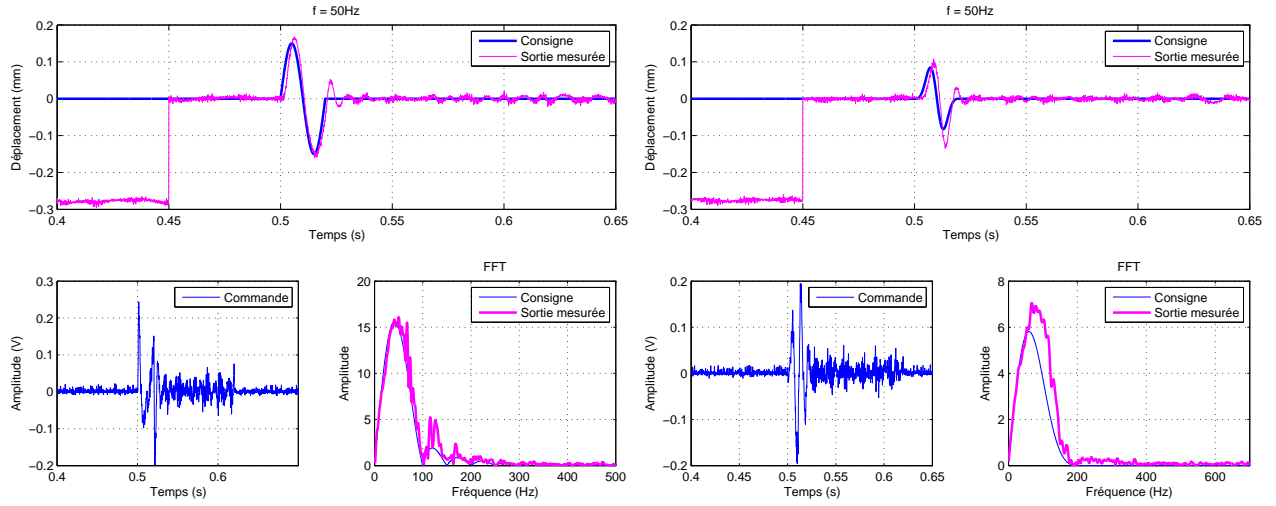 f = 50Hz
0.2
0.1
0
−0.1
−0.2
−0.3
Déplacement (mm)
Consigne
Sortie mesurée
0.4 0.45 0.5 0.55 0.6 0.65
Temps (s)
f = 50Hz
0.2
0.1
0
−0.1
−0.2
−0.3
Déplacement (mm)
Consigne
Sortie mesurée
0.4 0.45 0.5 0.55 0.6 0.65
Temps (s)
0.3
0.2
0.1
0
−0.1
−0.2
Amplitude (V)
Commande
0.4 0.5 0.6
Temps (s)
FFT
20
15
10
5
0
Amplitude
Consigne
Sortie mesurée
0 100 200 300 400 500
Fréquence (Hz)
0.2
0.1
0
−0.1
−0.2
Amplitude (V)
Commande
0.4 0.45 0.5 0.55 0.6 0.65
Temps (s)
FFT
8
6
4
2
0
Amplitude
Consigne
Sortie mesurée
0 200 400 600
Fréquence (Hz)